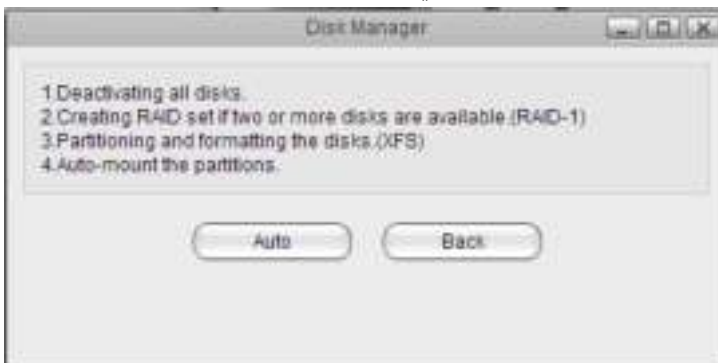 Disk Manager
1.Deactivating all disks.
2.Creating RAID set if two or more disks are available.(RAID-1)
3.Partitioning and formatting the disks.(XFS)
4.Auto-mount the partitions.
Auto
Back